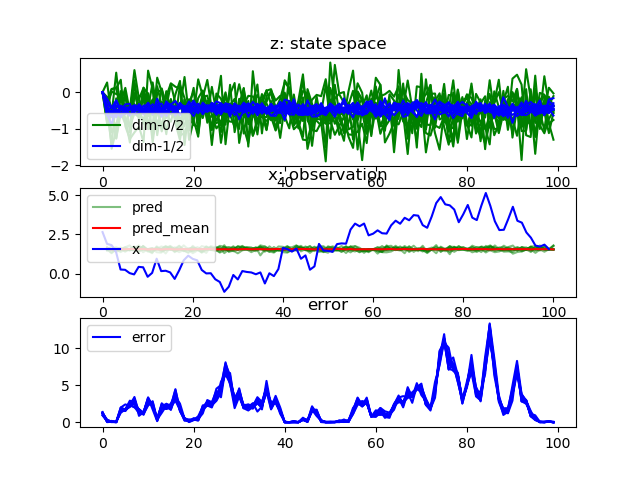 z: state space
0
−1
−2
dim-0/2
dim-1/2
0 20 40 60 80 100
x: observation
5.0
2.5
0.0
pred
pred_mean
x
0 20 40 60 80 100
error
10
5
0
error
0 20 40 60 80 100